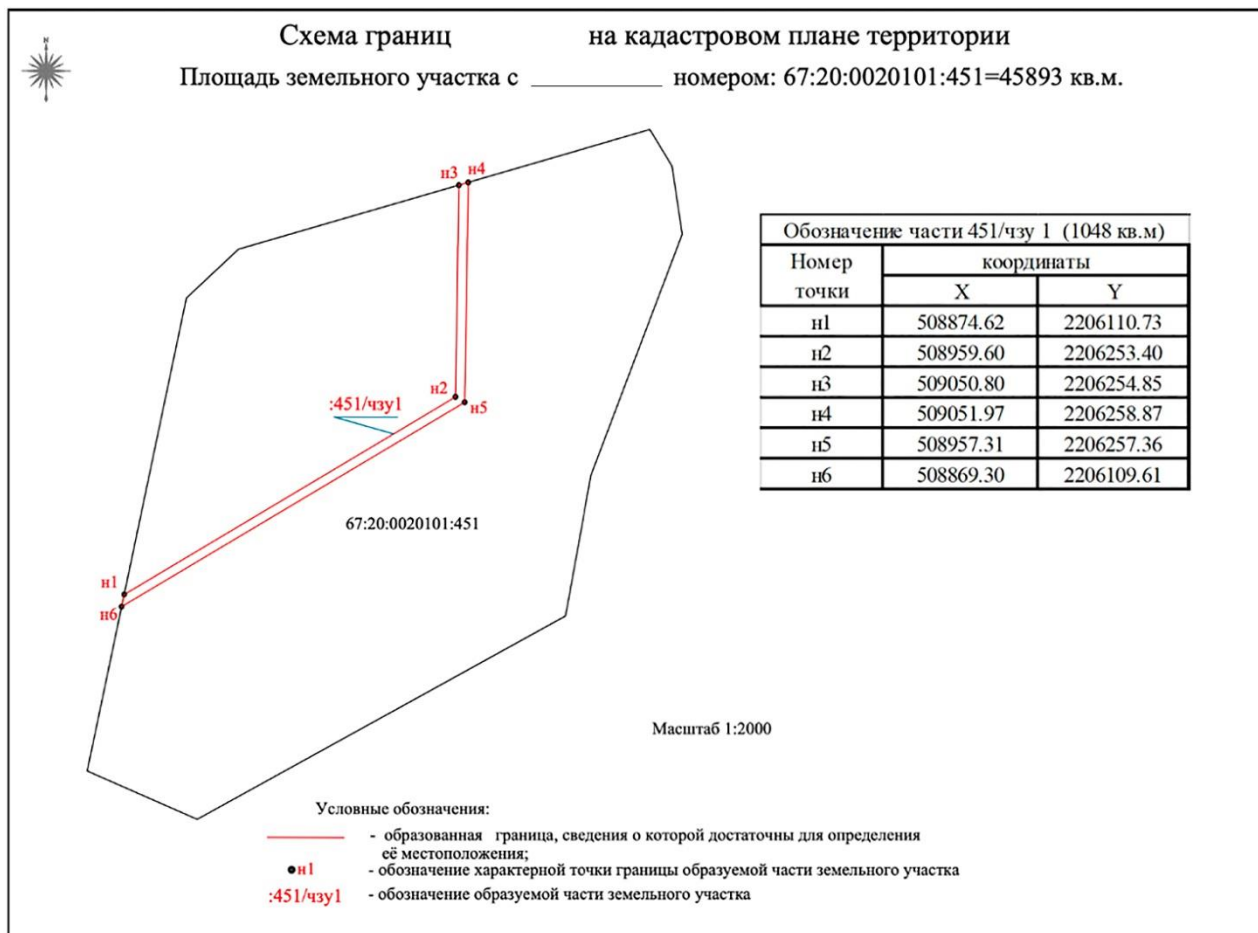 Схема границ на кадастровом плане территории
N
Площадь земельного участка с __________ номером: 67:20:0020101:451=45893 кв.м.
н3 н4
Обозначение части 451/чзу 1 (1048 кв.м)
Номер точки координаты
X Y
н1 508874.62 2206110.73
н2 508959.60 2206253.40
н3 509050.80 2206254.85
н4 509051.97 2206258.87
н5 508957.31 2206257.36
н6 508869.30 2206109.61
н2
:451/чзу1
н5
67:20:0020101:451
н1
н6
Масштаб 1:2000
Условные обозначения:
- образованная граница, сведения о которой достаточны для определения
её местоположения;
н1 - обозначение характерной точки границы образуемой части земельного участка
:451/чзу1 - обозначение образуемой части земельного участка